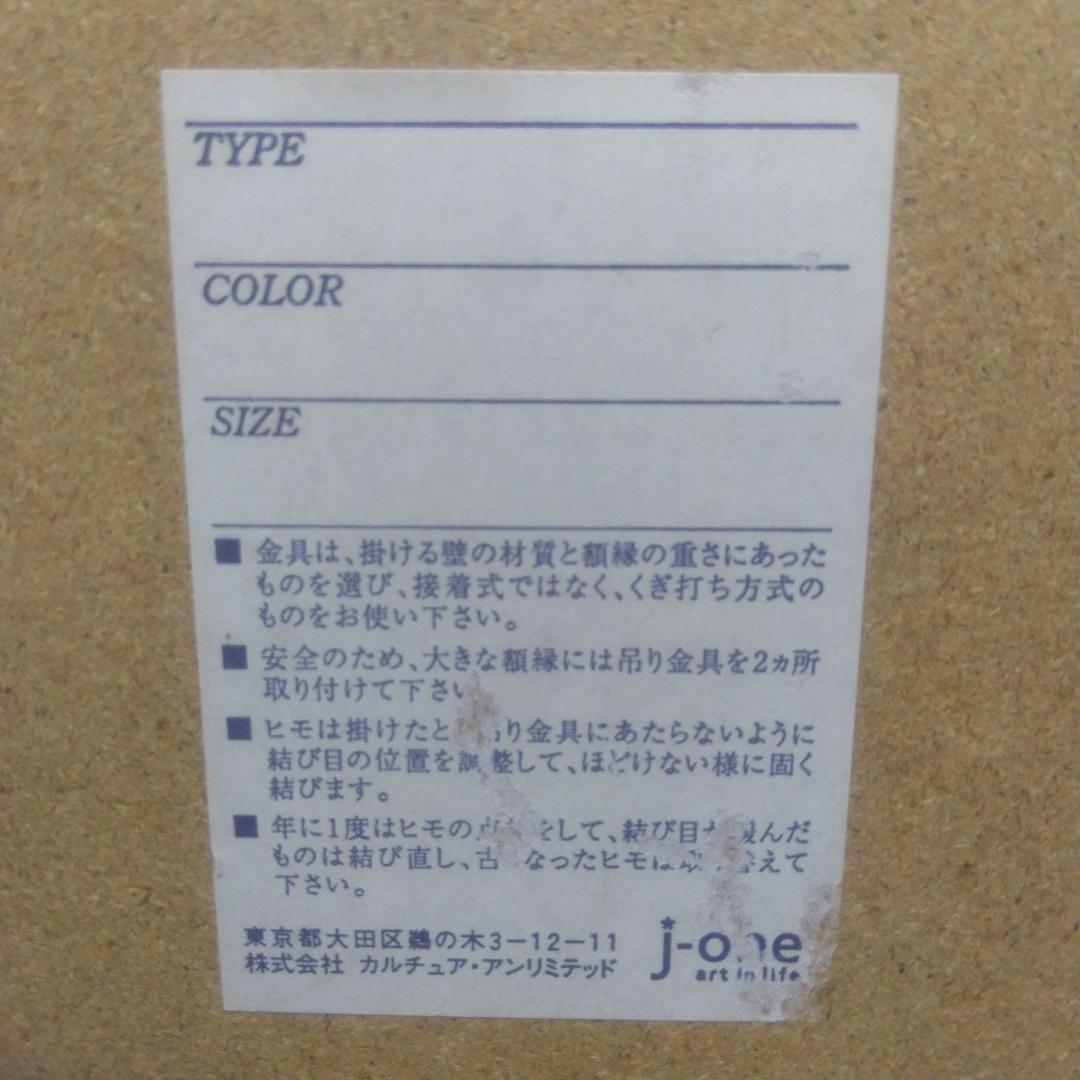 TYPE
COLOR
SIZE
■ 金具は、掛ける壁の材質と額縁の重さにあった
ものを選び、接着式ではなく、くぎ打ち方式の
ものをお使い下さい。
■ 安全のため、大きな額縁には吊り金具を2ヵ所
取り付けて下さい
■ ヒモは掛けたと り金具にあたらないように
結び目の位置を調整して、ほどけない様に固く
結びます。
■ 年に1度はヒモの をして、結び目 緩んだ
ものは結び直し、古 なったヒモは取 替えて
下さい。
東京都大田区鵜の木3-12-11
株式会社 カルチュア・アンリミテッド
j-one
art in life